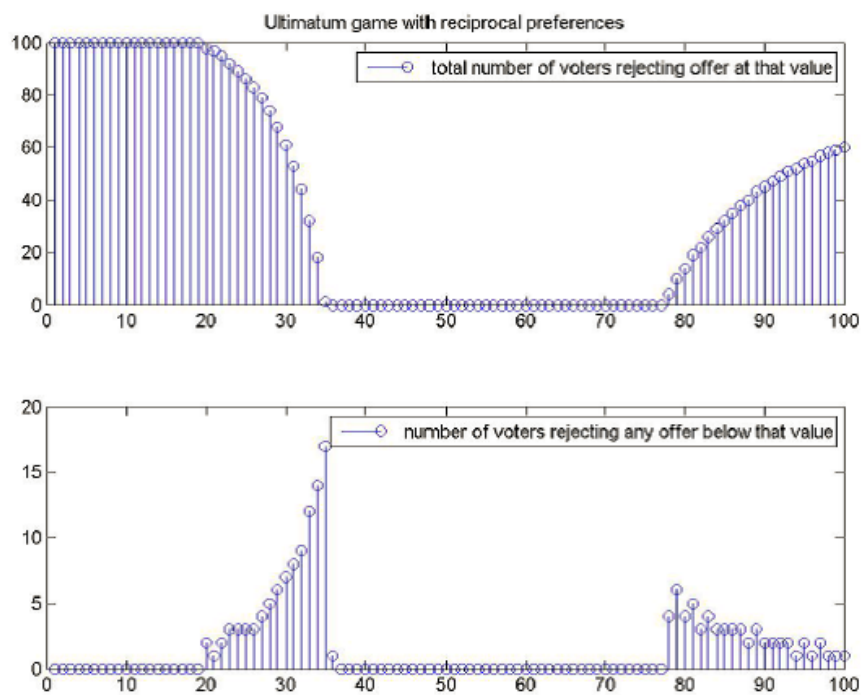 Ultimatum game with reciprocal preferences
100
80
60
40
20
0
total number of voters rejecting offer at that value
0 10 20 30 40 50 60 70 80 90 100
20
15
10
5
0
number of voters rejecting any offer below that value
0 10 20 30 40 50 60 70 80 90 100